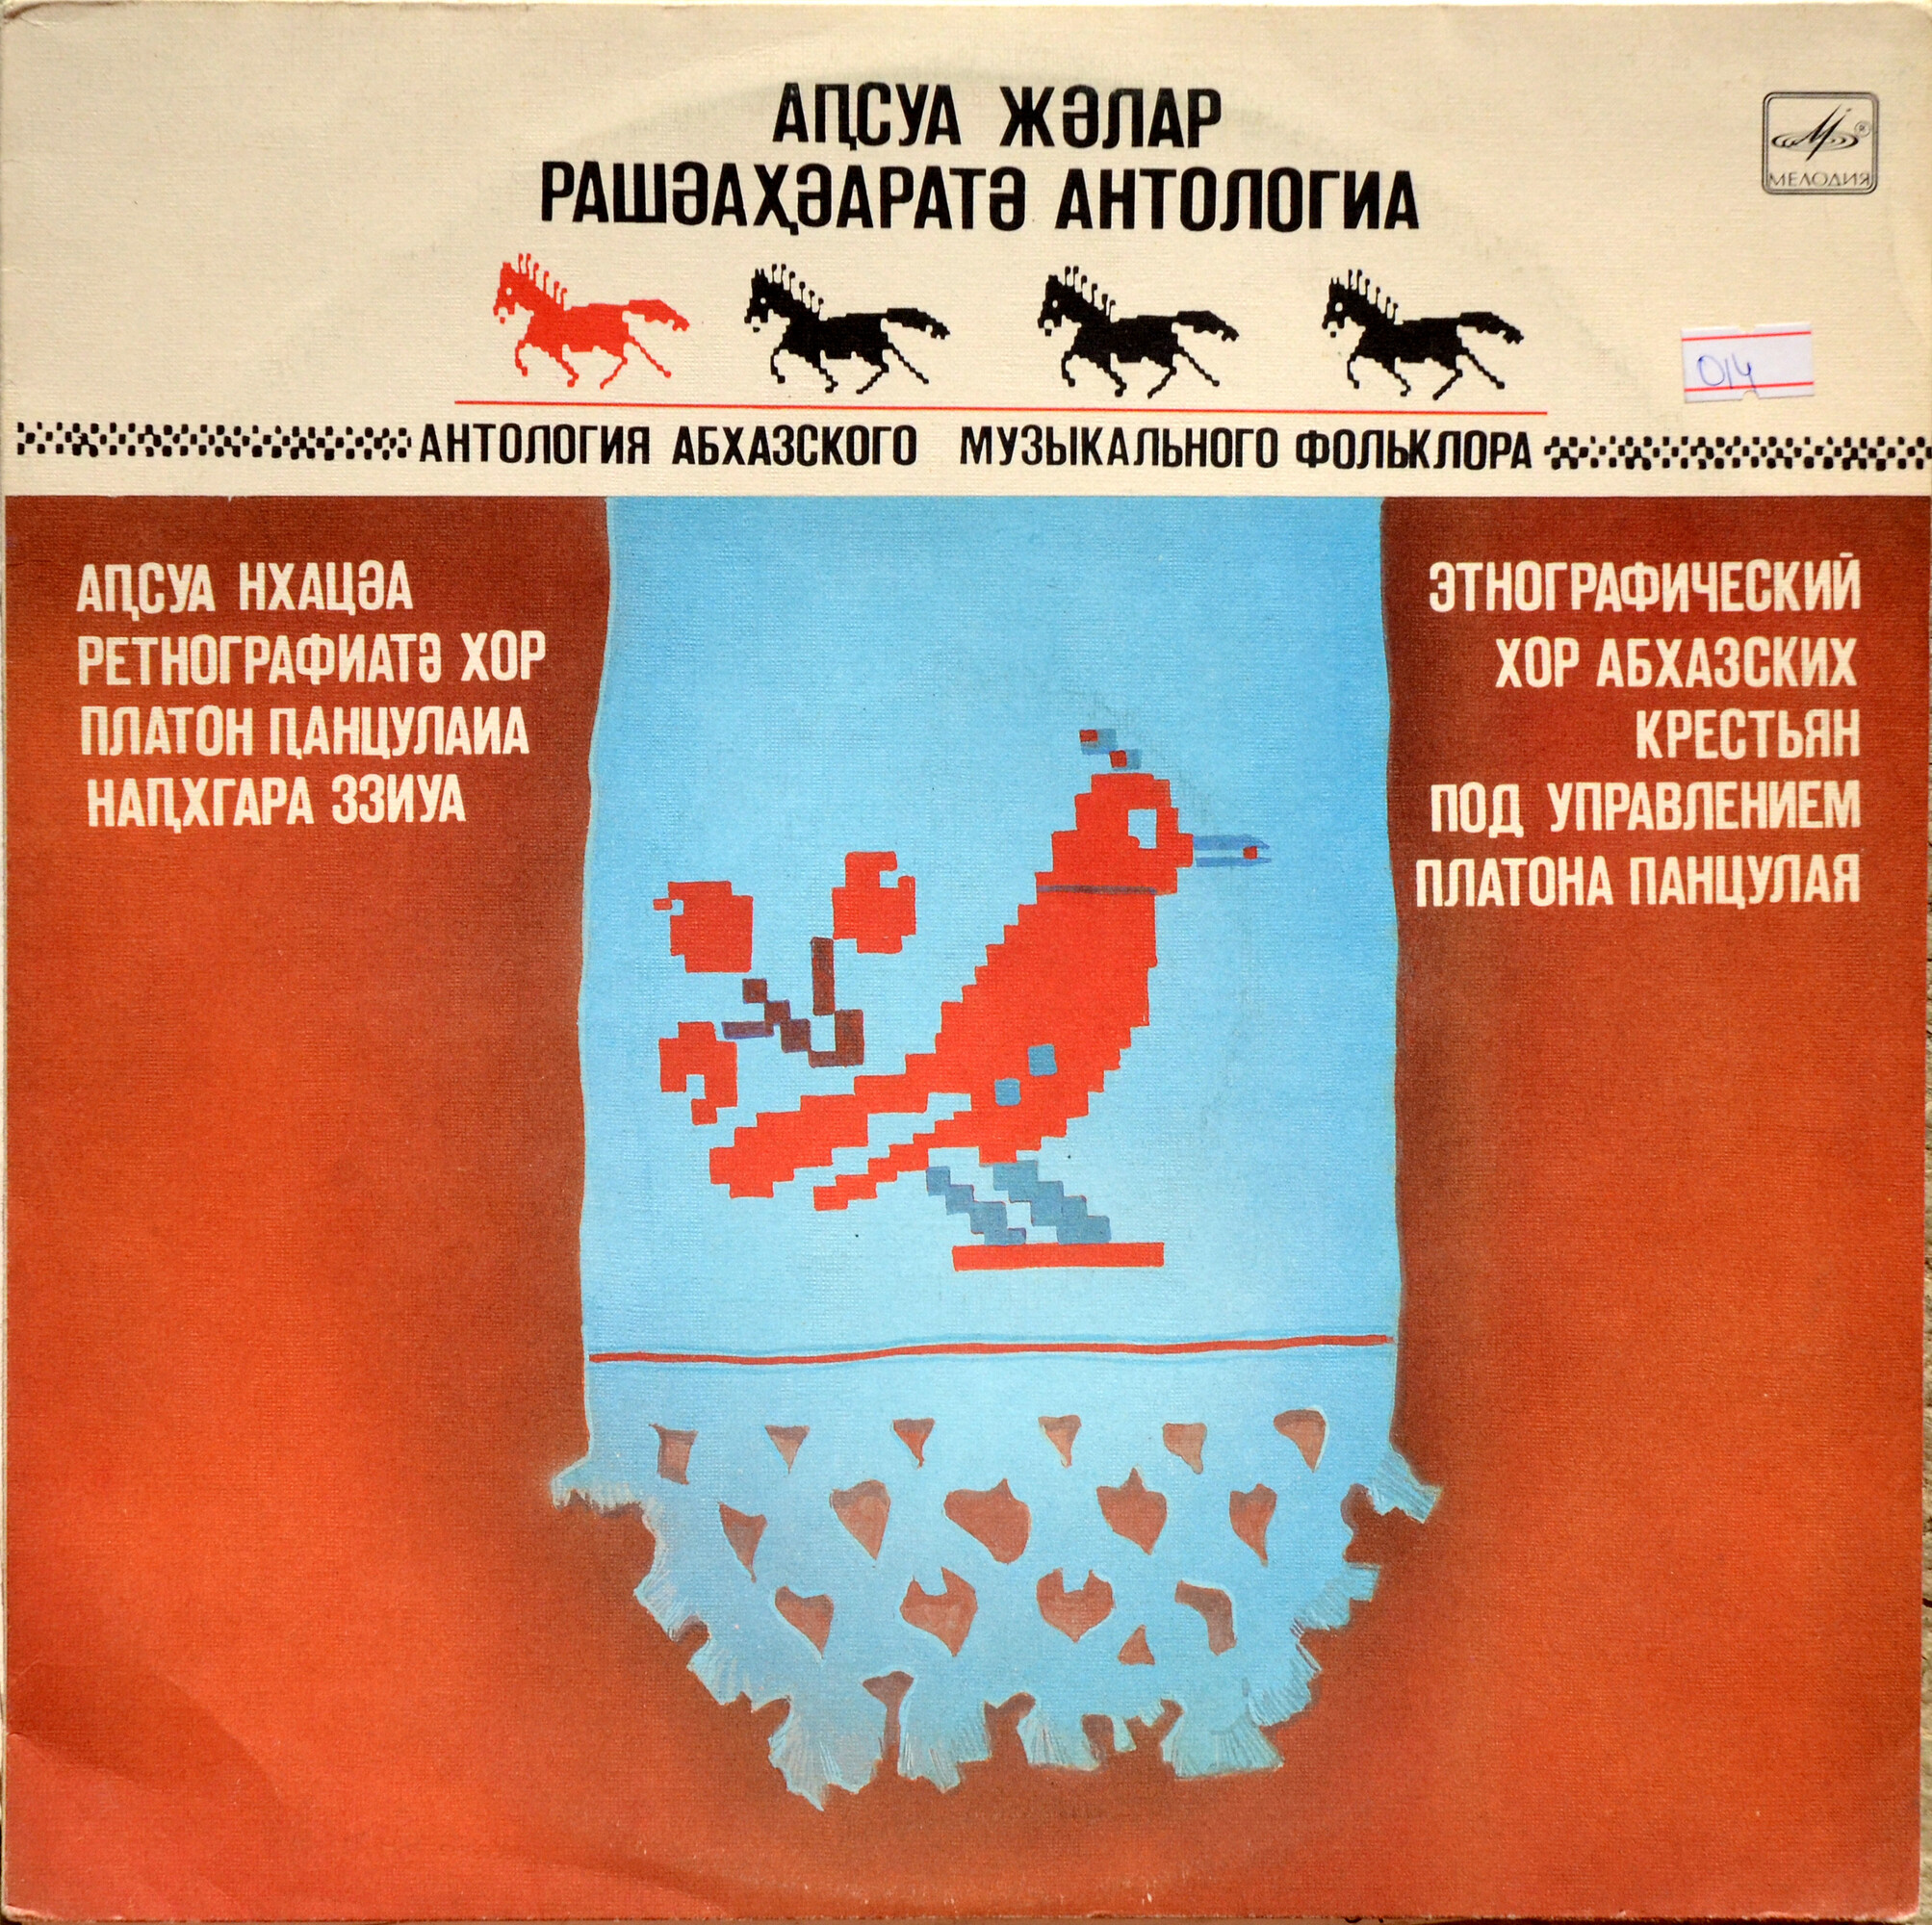 АԤСУА ЖӘЛАР
РАШӘАҲӘАРАТӘ АНТОЛОГИА
МЕЛОДИЯ
014
АНТОЛОГИЯ АБХАЗСКОГО МУЗЫКАЛЬНОГО ФОЛЬКЛОРА
АԤСУА НХАЦӘА
РЕТНОГРАФИАТӘ ХОР
ПЛАТОН ԤАНЦУЛАИА
НАԤХГАРА ЗЗИУА
ЭТНОГРАФИЧЕСКИЙ
ХОР АБХАЗСКИХ
КРЕСТЬЯН
ПОД УПРАВЛЕНИЕМ
ПЛАТОНА ПАНЦУЛАЯ